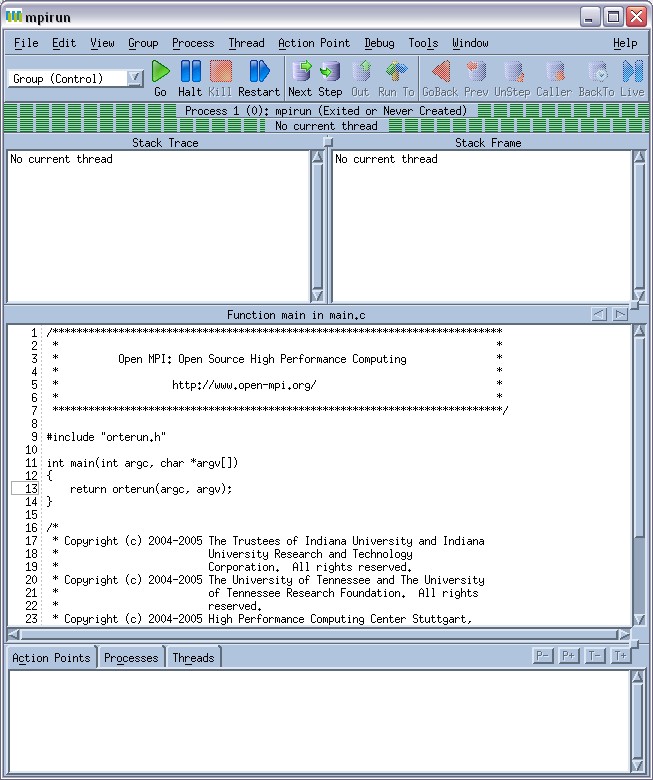 mpirun
File Edit View Group Process Thread Action Point Debug Tools Window Help
Group (Control) Go Halt Kill Restart Next Step Out Run To GoBack Prev UnStep Caller BackTo Live
Process 1 (0): mpirun (Exited or Never Created)
No current thread
Stack Trace
No current thread
Stack Frame
No current thread
Function main in main.c
1 /***************************************************************************
2  *                                                                         *
3  *          Open MPI: Open Source High Performance Computing              *
4  *                                                                         *
5  *                   http://www.open-mpi.org/                              *
6  *                                                                         *
7  ***************************************************************************/
8
9 #include "orterun.h"
10
11 int main(int argc, char *argv[])
12 {
13     return orterun(argc, argv);
14 }
15
16 /*
17  * Copyright (c) 2004-2005 The Trustees of Indiana University and Indiana
18  *                         University Research and Technology
19  *                         Corporation.  All rights reserved.
20  * Copyright (c) 2004-2005 The University of Tennessee and The University
21  *                         of Tennessee Research Foundation.  All rights
22  *                         reserved.
23  * Copyright (c) 2004-2005 High Performance Computing Center Stuttgart,
Action Points Processes Threads P- P+ T- T+